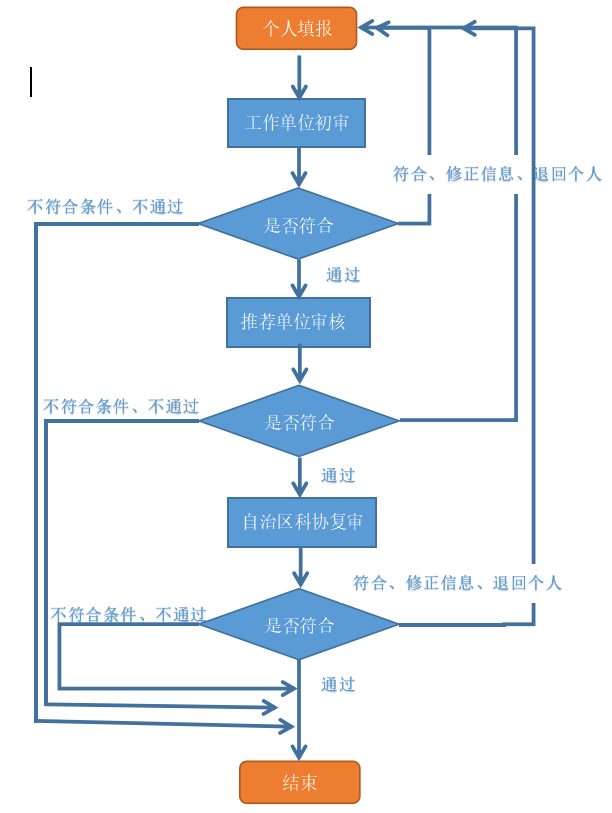 个人填报
工作单位初审
符合、修正信息、退回个人
不符合条件、不通过
是否符合
通过
推荐单位审核
不符合条件、不通过
是否符合
通过
自治区科协复审
符合、修正信息、退回个人
不符合条件、不通过
是否符合
通过
结束